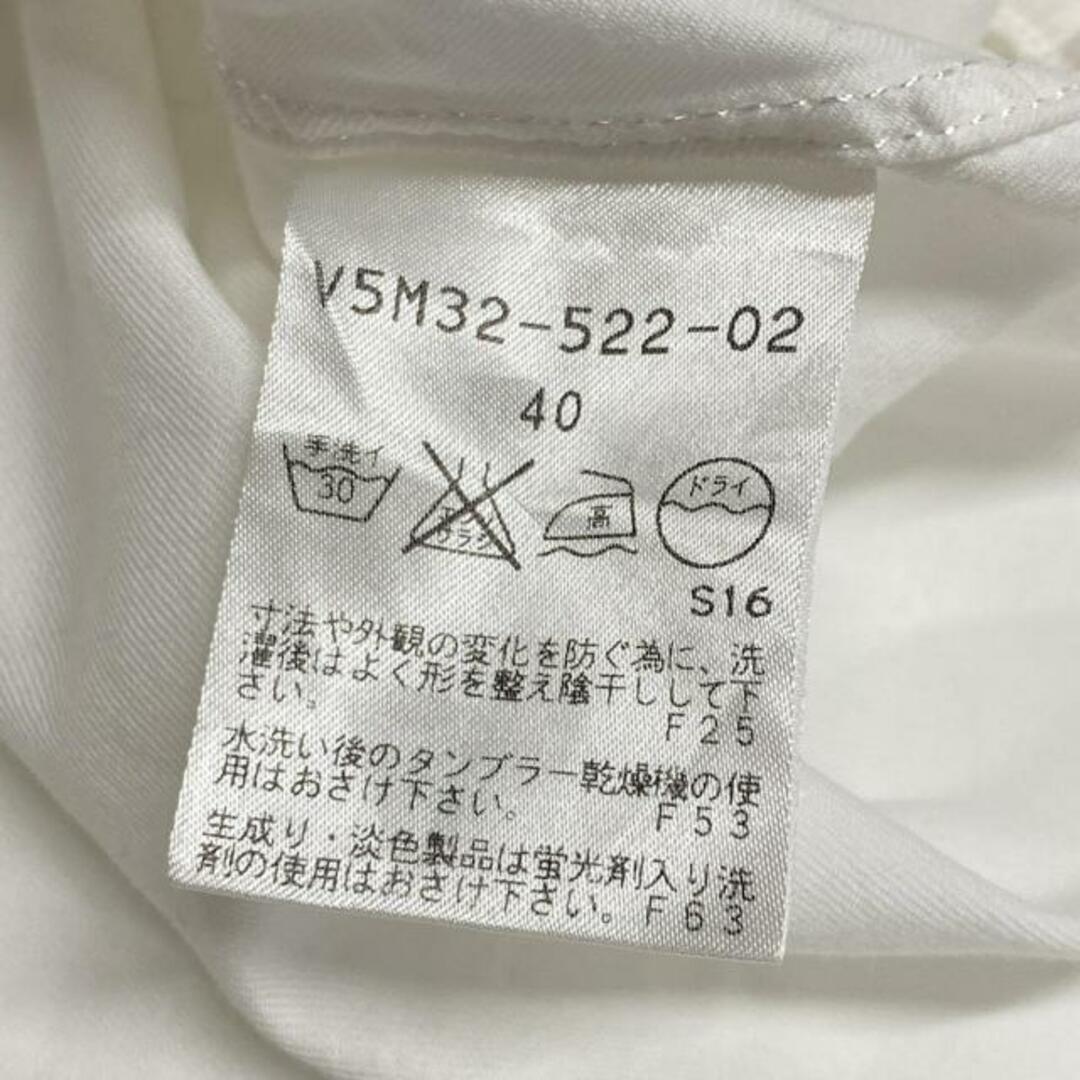 V5M32-522-02
40
手洗イ
30
エンソ
サラシ
高
ドライ
S16
寸法や外観の変化を防ぐ為に、洗
濯後はよく形を整え陰干しして下
さい。 F25
水洗い後のタンブラー乾燥機の使
用はおさけ下さい。 F53
生成り・淡色製品は蛍光剤入り洗
剤の使用はおさけ下さい。F63